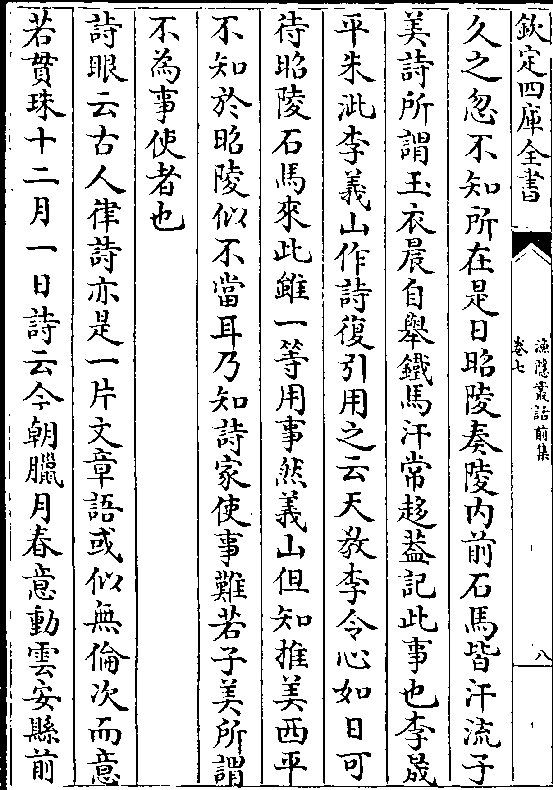 欽定四庫全書
漁隱叢話前集
卷七
八
久之忽不知所在是日昭陵奏陵内前石馬皆汗流子
美詩所謂玉衣晨自舉鐵馬汗常趍葢記此事也李晟
平朱泚李義山作詩復引用之云天教李令心如日可
待昭陵石馬來此雖一等用事然義山但知推美西平
不知於昭陵似不當耳乃知詩家使事難若子美所謂
不為事使者也
詩眼云古人律詩亦是一片文章語或似無倫次而意
若貫珠十二月一日詩云今朝臘月春意動雲安縣前